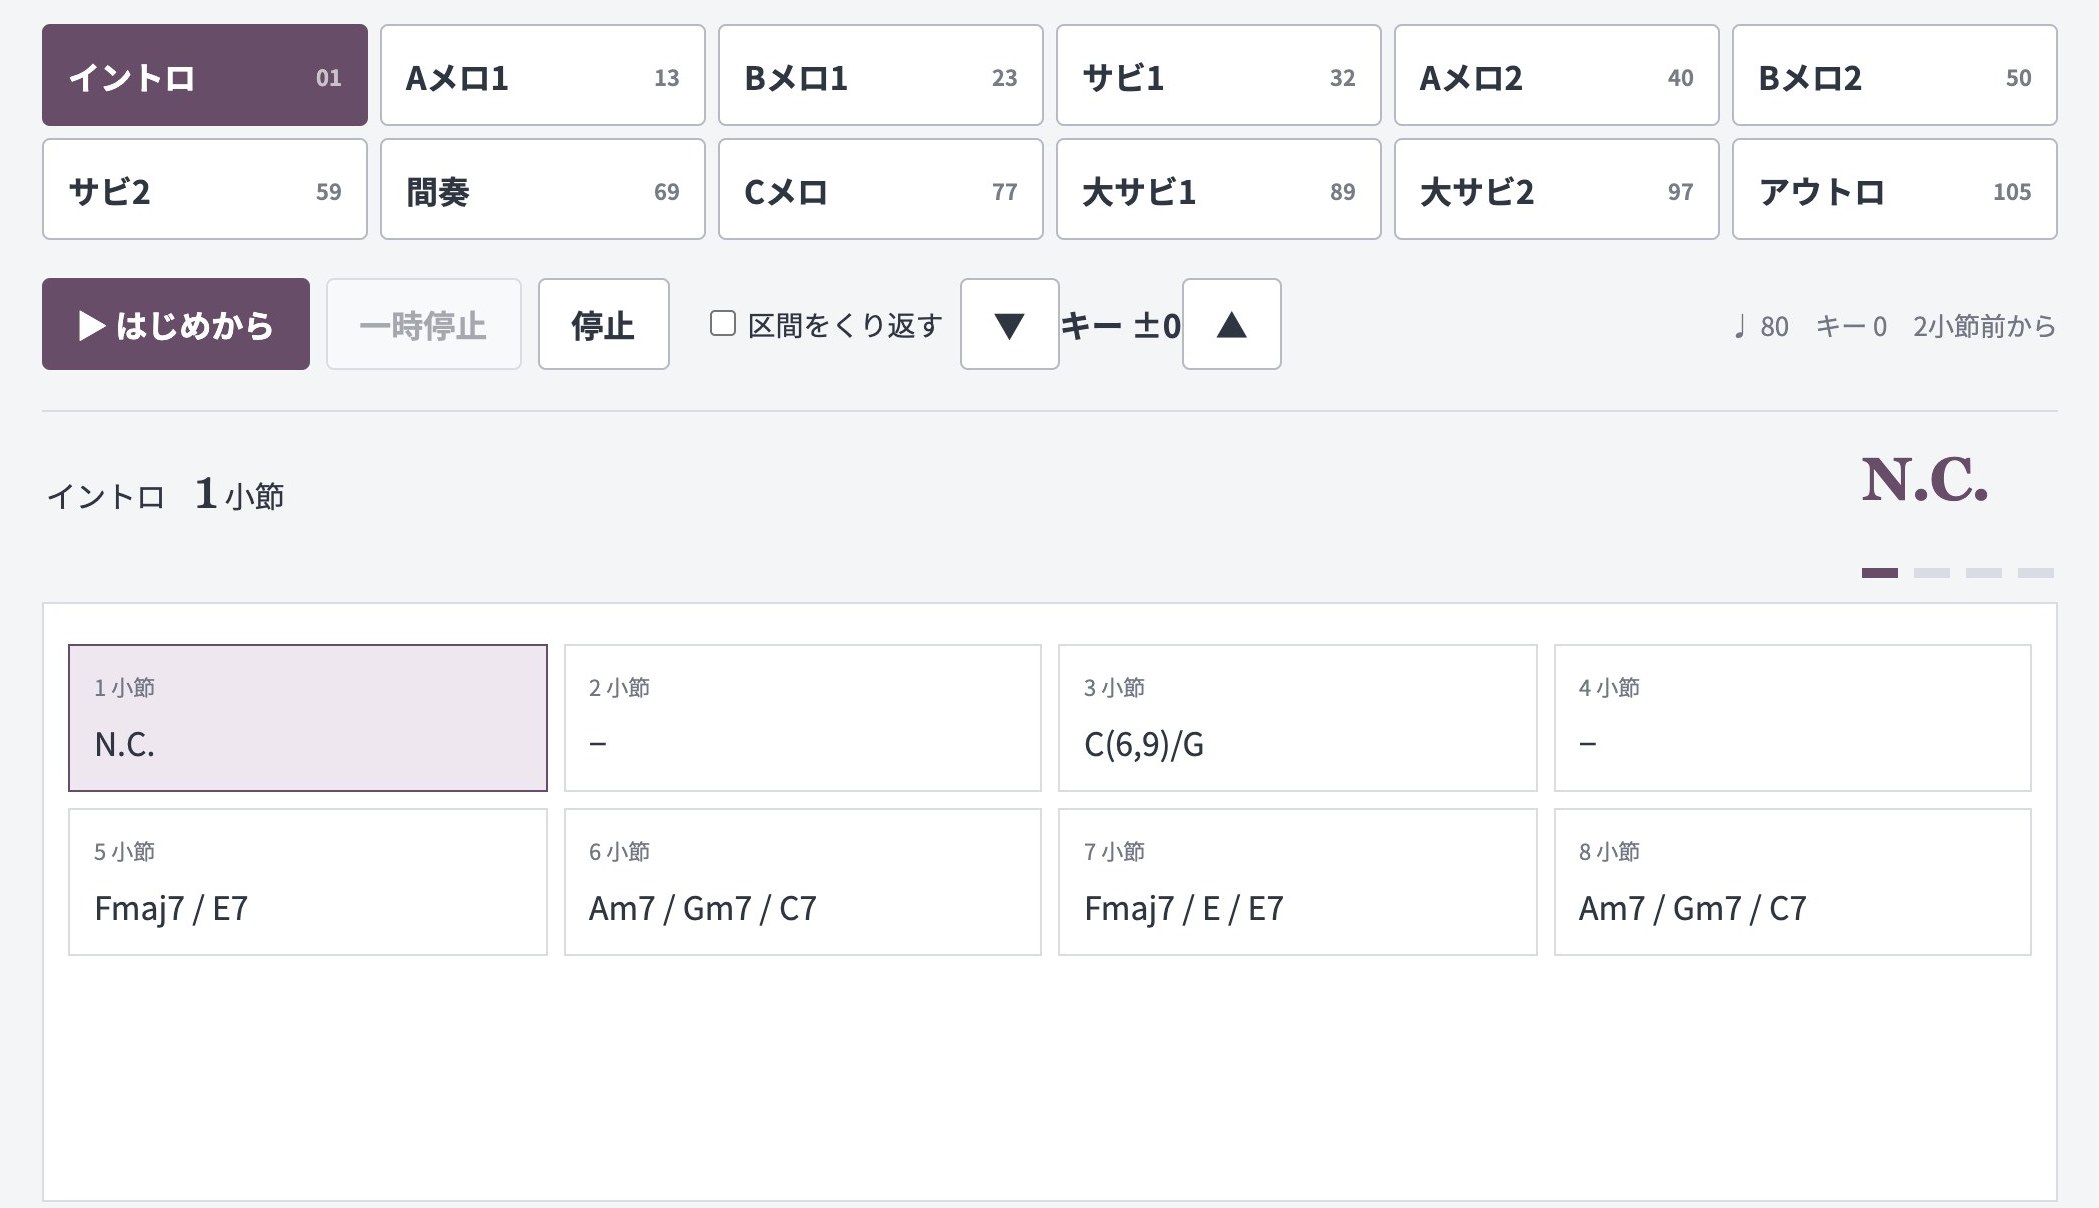 イントロ 01 Aメロ1 13 Bメロ1 23 サビ1 32 Aメロ2 40 Bメロ2 50
サビ2 59 間奏 69 Cメロ 77 大サビ1 89 大サビ2 97 アウトロ 105
▶ はじめから 一時停止 停止 区間をくり返す ▼ キー ±0 ▲ ♩80 キー 0 2小節前から
イントロ 1 小節 N.C.
1 小節 2 小節 3 小節 4 小節
N.C. – C(6,9)/G –
5 小節 6 小節 7 小節 8 小節
Fmaj7 / E7 Am7 / Gm7 / C7 Fmaj7 / E / E7 Am7 / Gm7 / C7